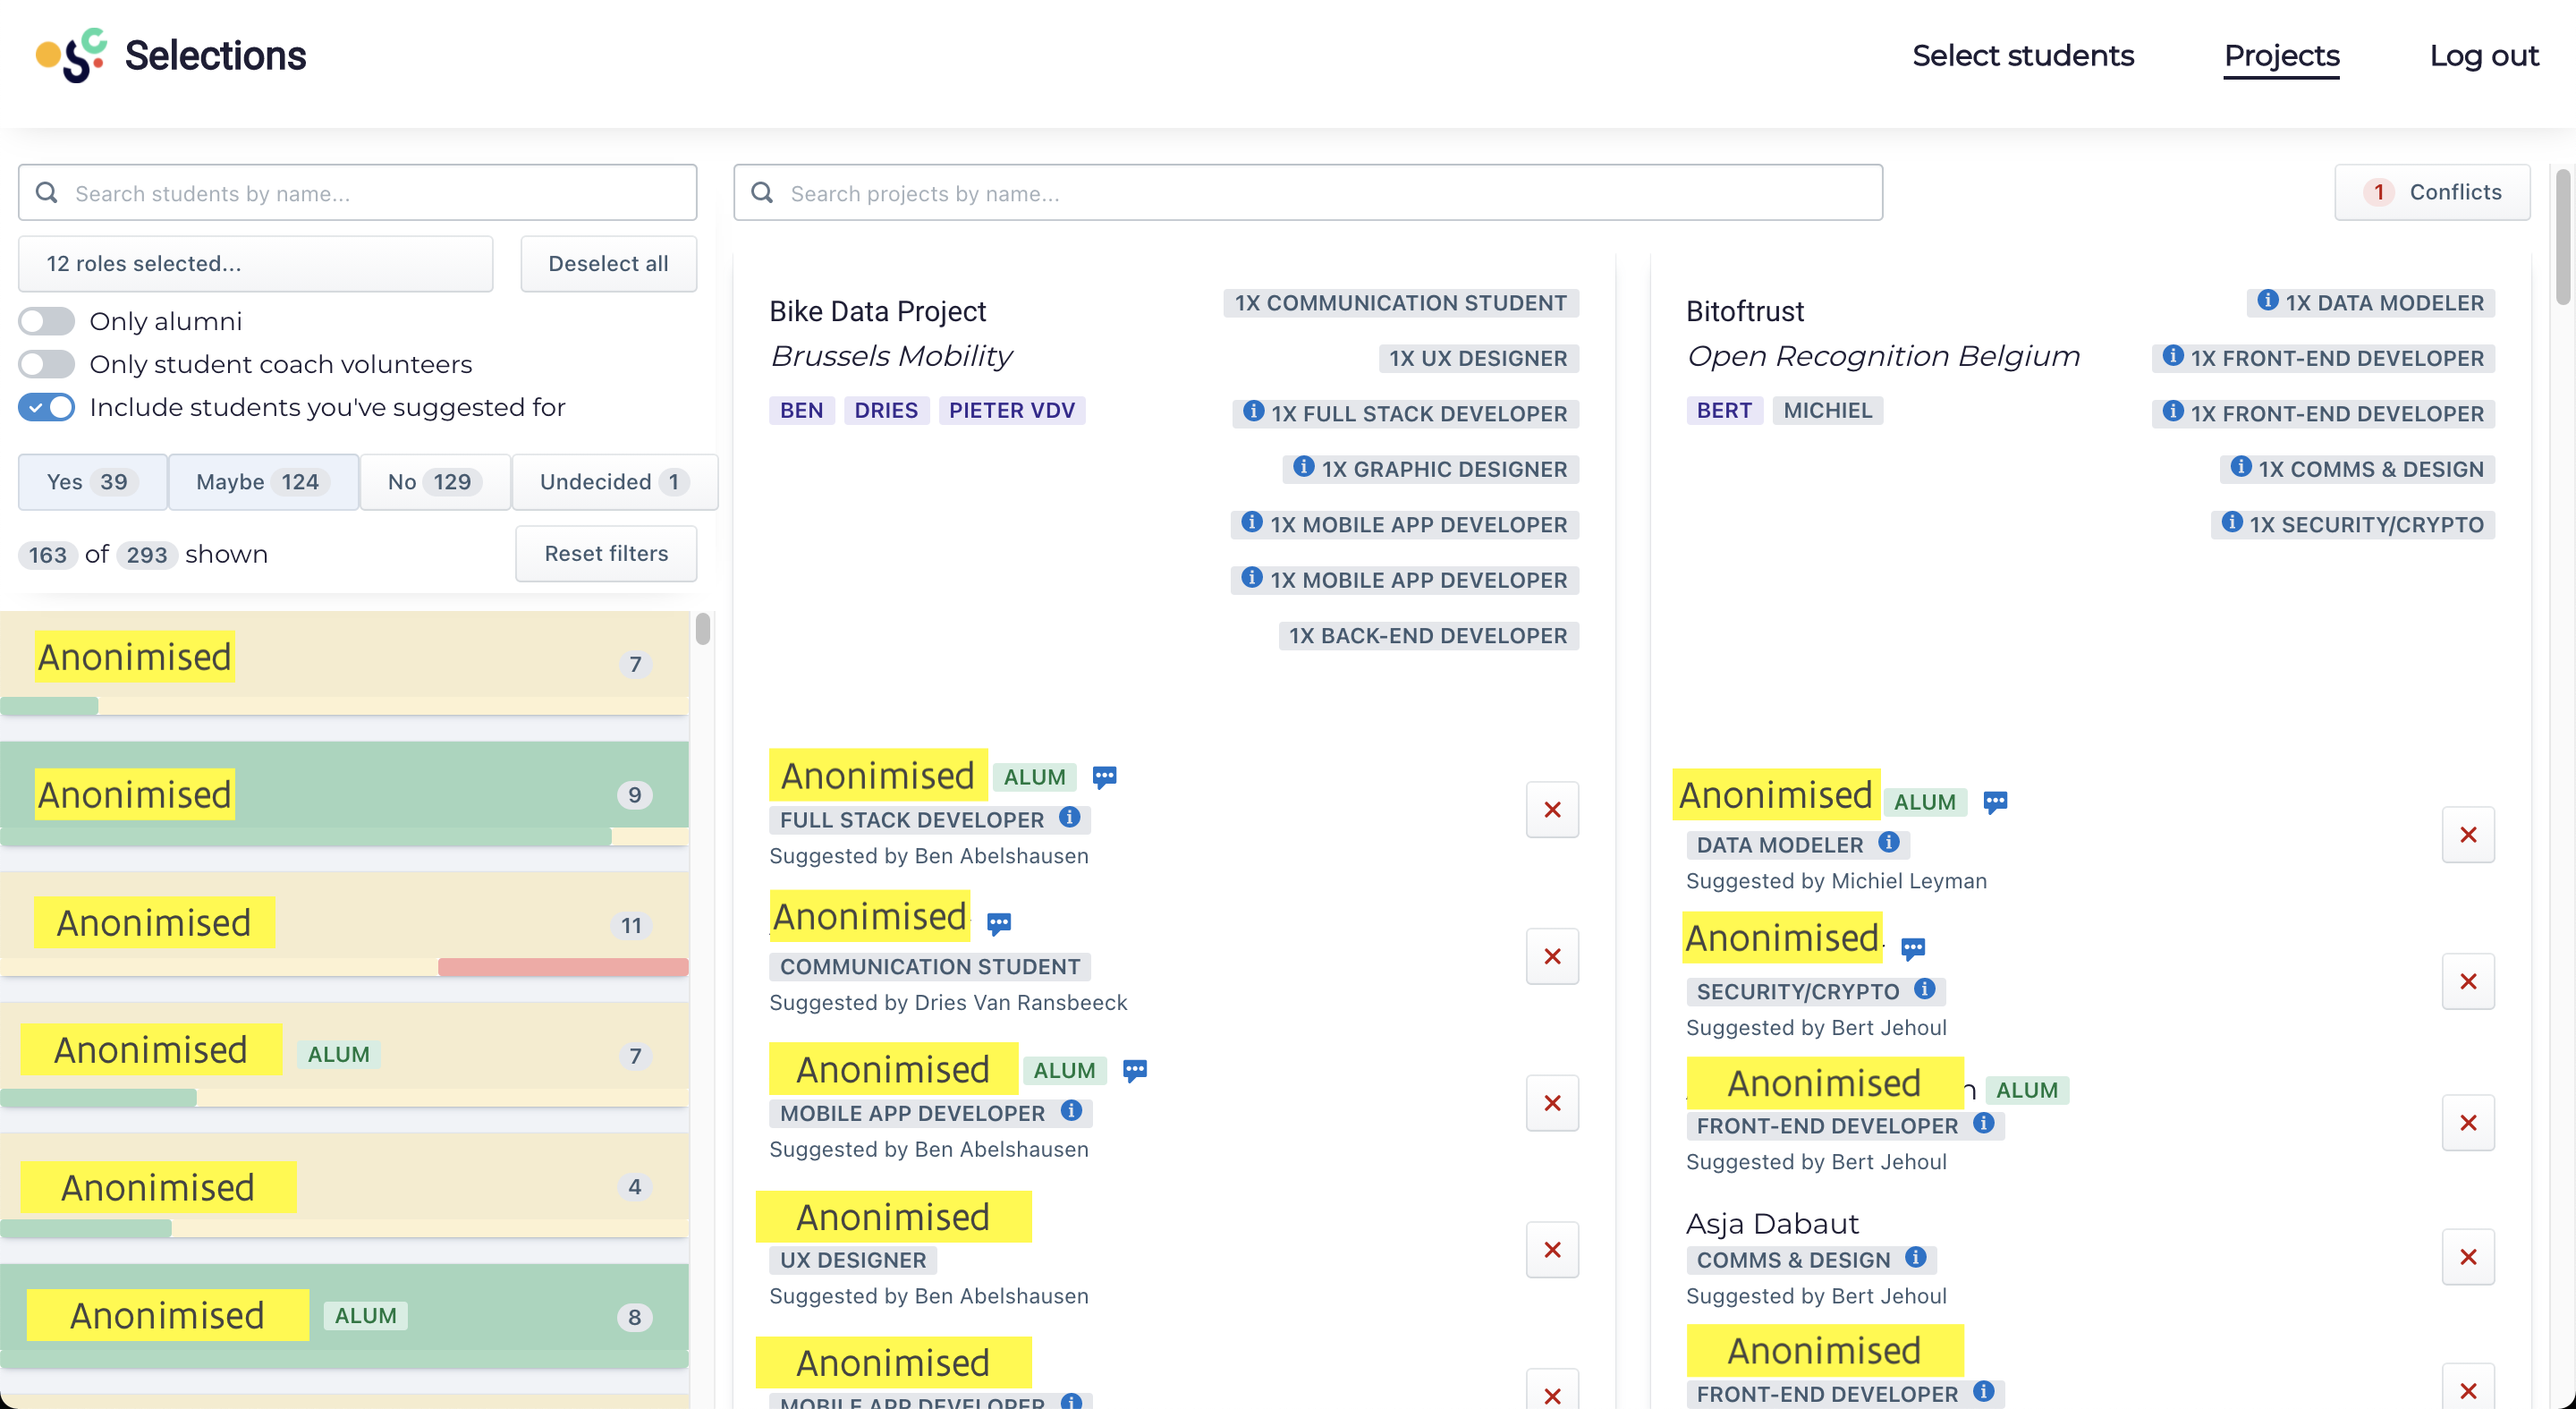 Selections
Select students
Projects
Log out
Search students by name...
12 roles selected...
Deselect all
Only alumni
Only student coach volunteers
Include students you've suggested for
Yes 39
Maybe 124
No 129
Undecided 1
163 of 293 shown
Reset filters
Anonimised
7
Anonimised
9
Anonimised
11
Anonimised ALUM
7
Anonimised
4
Anonimised ALUM
8
Search projects by name...
1 Conflicts
Bike Data Project
Brussels Mobility
BEN DRIES PIETER VDV
1X COMMUNICATION STUDENT
1X UX DESIGNER
1X FULL STACK DEVELOPER
1X GRAPHIC DESIGNER
1X MOBILE APP DEVELOPER
1X MOBILE APP DEVELOPER
1X BACK-END DEVELOPER
Anonimised ALUM
FULL STACK DEVELOPER
Suggested by Ben Abelshausen
Anonimised
COMMUNICATION STUDENT
Suggested by Dries Van Ransbeeck
Anonimised ALUM
MOBILE APP DEVELOPER
Suggested by Ben Abelshausen
Anonimised
UX DESIGNER
Suggested by Ben Abelshausen
Anonimised
MOBILE APP DEVELOPER
Bitoftrust
Open Recognition Belgium
BERT MICHIEL
1X DATA MODELER
1X FRONT-END DEVELOPER
1X FRONT-END DEVELOPER
1X COMMS & DESIGN
1X SECURITY/CRYPTO
Anonimised ALUM
DATA MODELER
Suggested by Michiel Leyman
Anonimised
SECURITY/CRYPTO
Suggested by Bert Jehoul
Anonimised n ALUM
FRONT-END DEVELOPER
Suggested by Bert Jehoul
Asja Dabaut
COMMS & DESIGN
Suggested by Bert Jehoul
Anonimised
FRONT-END DEVELOPER